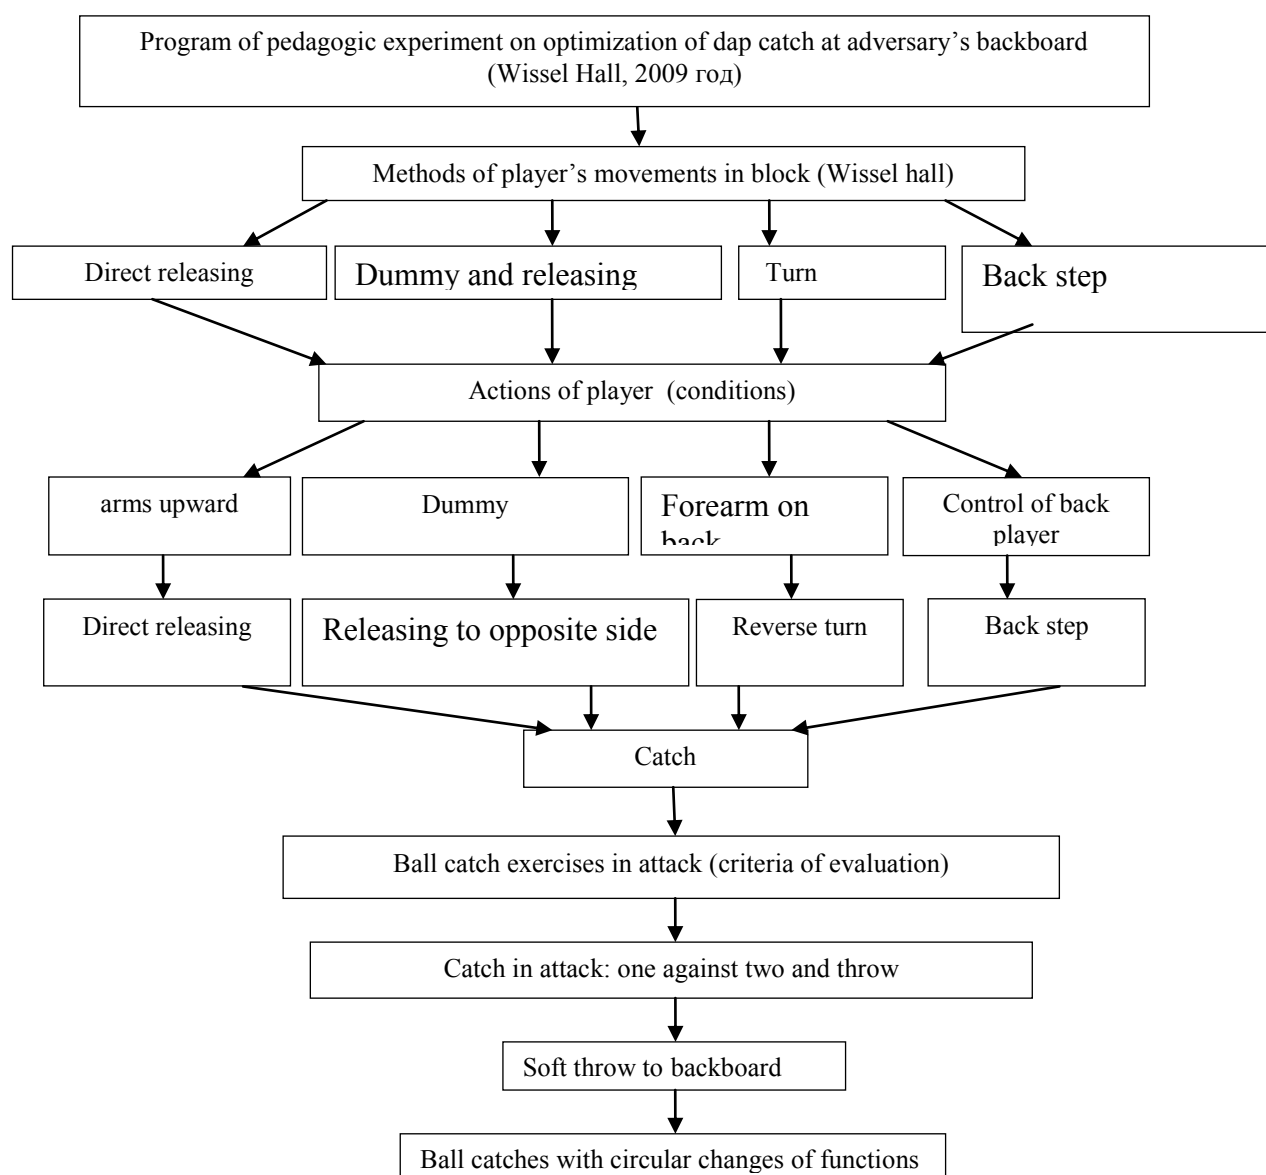 Program of pedagogic experiment on optimization of dap catch at adversary’s backboard
(Wissel Hall, 2009 год)
Methods of player’s movements in block (Wissel hall)
Direct releasing
Dummy and releasing
Turn
Back step
Actions of player  (conditions)
arms upward
Dummy
Forearm on
back
Control of back
player
Direct releasing
Releasing to opposite side
Reverse turn
Back step
Catch
Ball catch exercises in attack (criteria of evaluation)
Catch in attack: one against two and throw
Soft throw to backboard
Ball catches with circular changes of functions